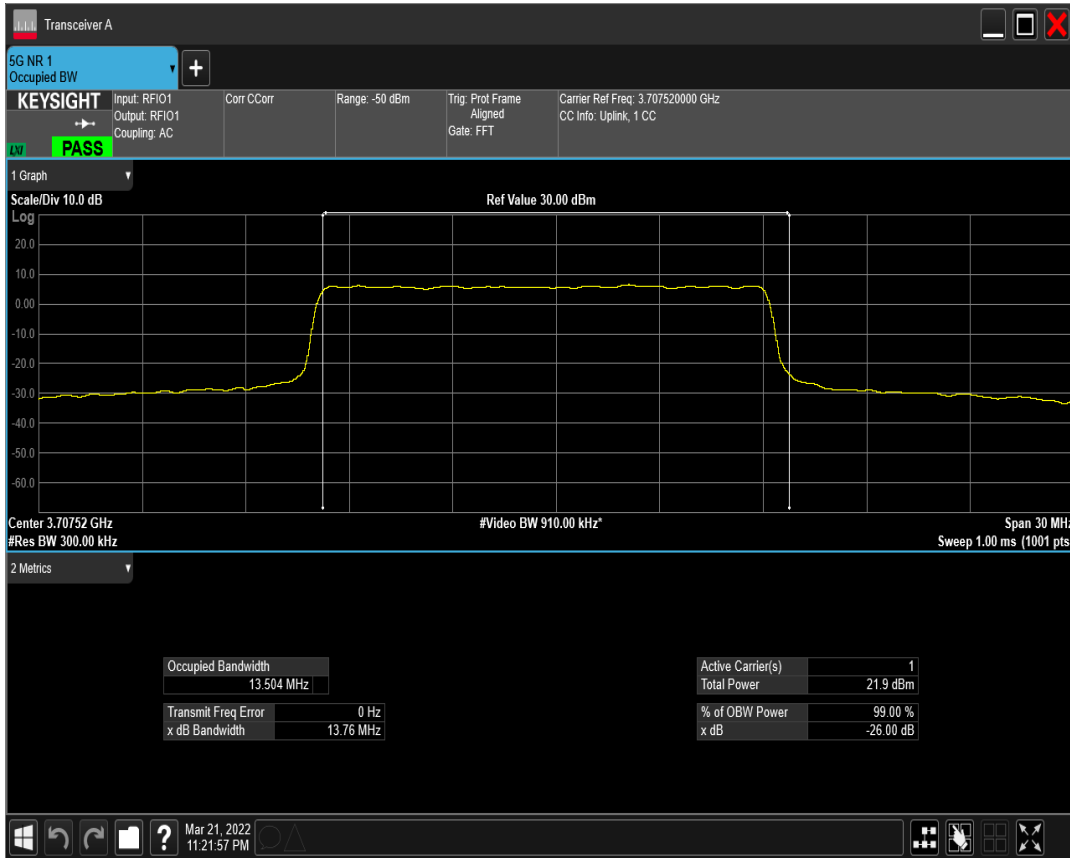 Transceiver A
5G NR 1
Occupied BW
KEYSIGHT
LXI
PASS
Input: RFIO1
Output: RFIO1
Coupling: AC
Corr CCorr
Range: -50 dBm
Trig: Prot Frame
Aligned
Gate: FFT
Carrier Ref Freq: 3.707520000 GHz
CC Info: Uplink, 1 CC
1 Graph
Scale/Div 10.0 dB
Ref Value 30.00 dBm
Log
20.0
10.0
0.00
-10.0
-20.0
-30.0
-40.0
-50.0
-60.0
Center 3.70752 GHz
#Video BW 910.00 kHz*
Span 30 MHz
#Res BW 300.00 kHz
Sweep 1.00 ms (1001 pts
2 Metrics
Occupied Bandwidth
13.504 MHz
Transmit Freq Error 0 Hz
x dB Bandwidth 13.76 MHz
Active Carrier(s) 1
Total Power 21.9 dBm
% of OBW Power 99.00 %
x dB -26.00 dB
?
Mar 21, 2022
11:21:57 PM